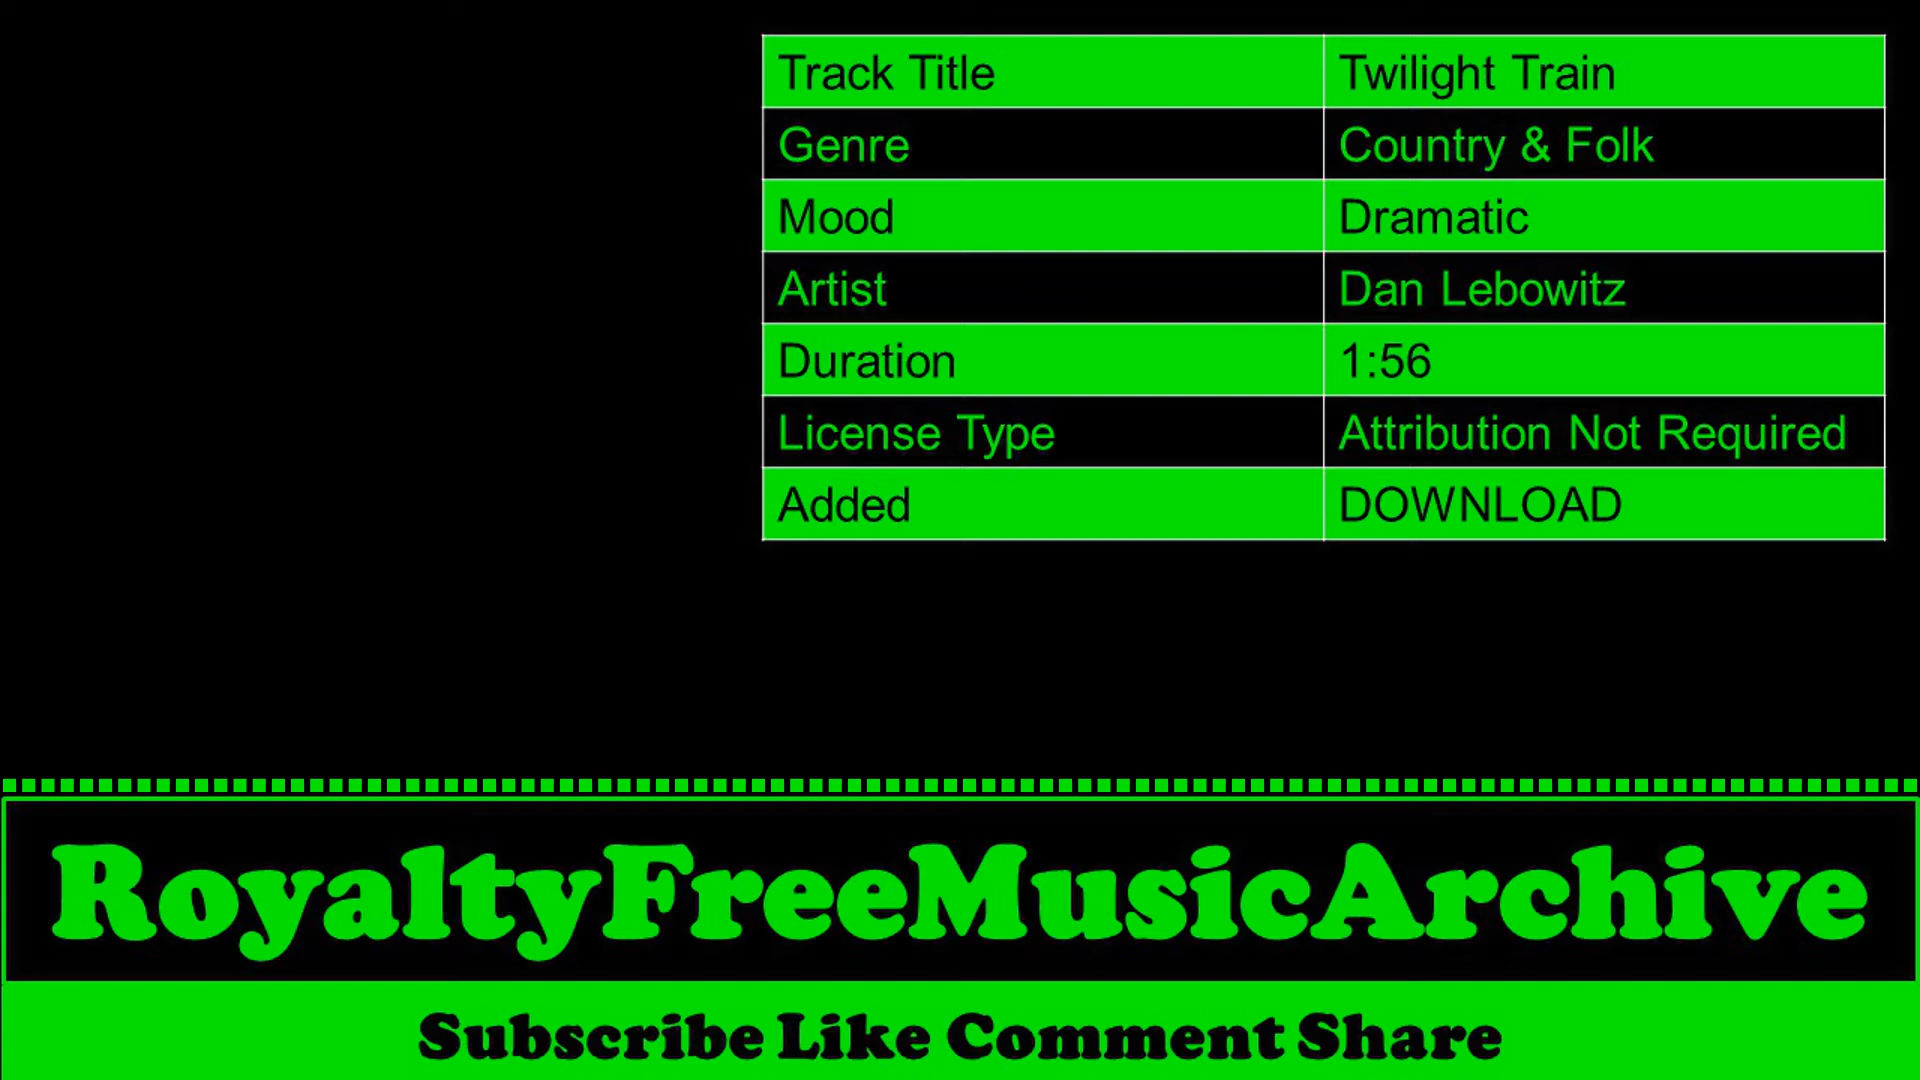 Track Title Twilight Train
Genre Country & Folk
Mood Dramatic
Artist Dan Lebowitz
Duration 1:56
License Type Attribution Not Required
Added DOWNLOAD
RoyaltyFreeMusicArchive
Subscribe Like Comment Share